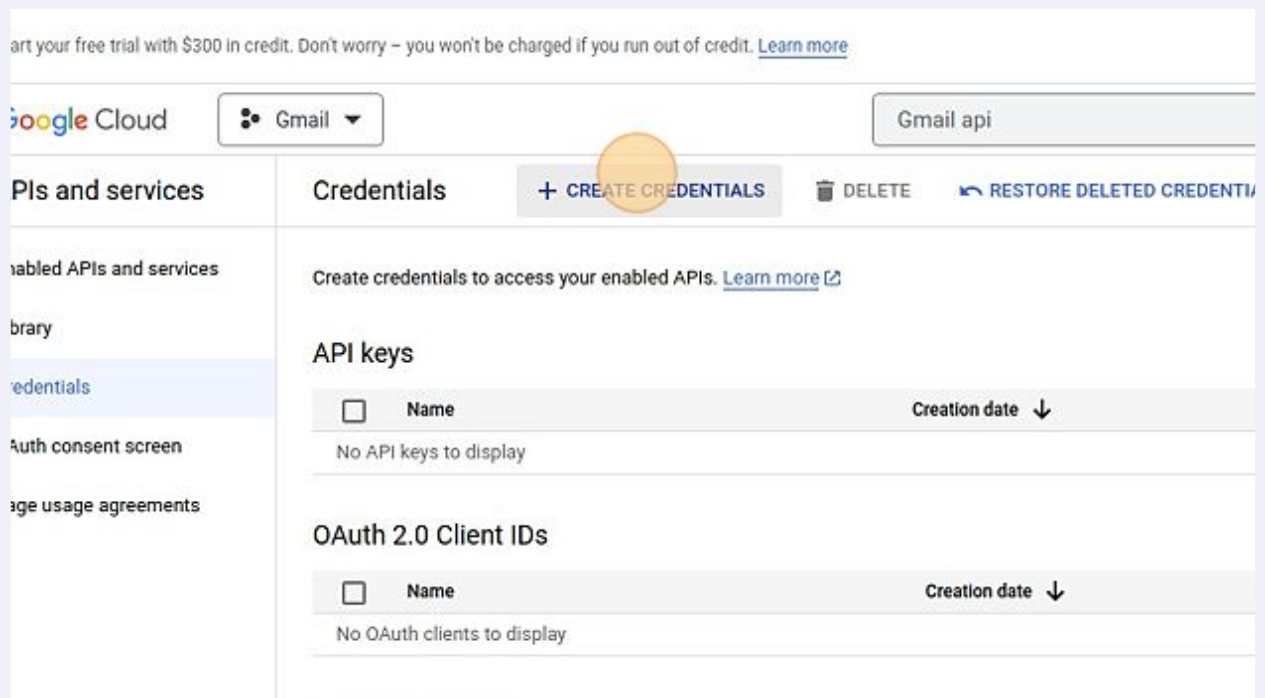 art your free trial with $300 in credit. Don't worry – you won't be charged if you run out of credit. Learn more
Google Cloud Gmail Gmail api
PIs and services Credentials + CREATE CREDENTIALS DELETE RESTORE DELETED CREDENTIA
nabled APIs and services
Create credentials to access your enabled APIs. Learn more
brary
API keys
redentials
Name Creation date
Auth consent screen
No API keys to display
age usage agreements
OAuth 2.0 Client IDs
Name Creation date
No OAuth clients to display